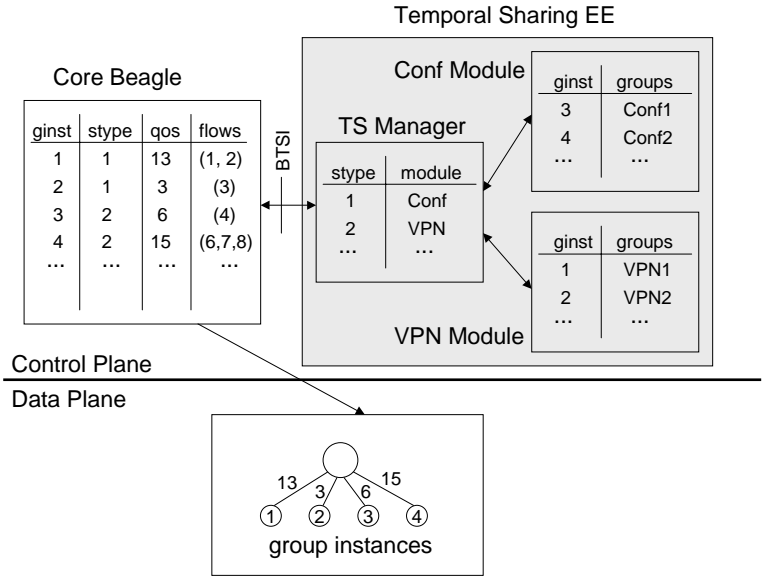 Temporal Sharing EE
Core Beagle
ginst stype qos flows
1 1 13 (1, 2)
2 1 3 (3)
3 2 6 (4)
4 2 15 (6,7,8)
... ... ... ...
BTSI
TS Manager
stype module
1 Conf
2 VPN
... ...
Conf Module
ginst groups
3 Conf1
4 Conf2
... ...
ginst groups
1 VPN1
2 VPN2
... ...
VPN Module
Control Plane
Data Plane
13 3 6 15
1 2 3 4
group instances